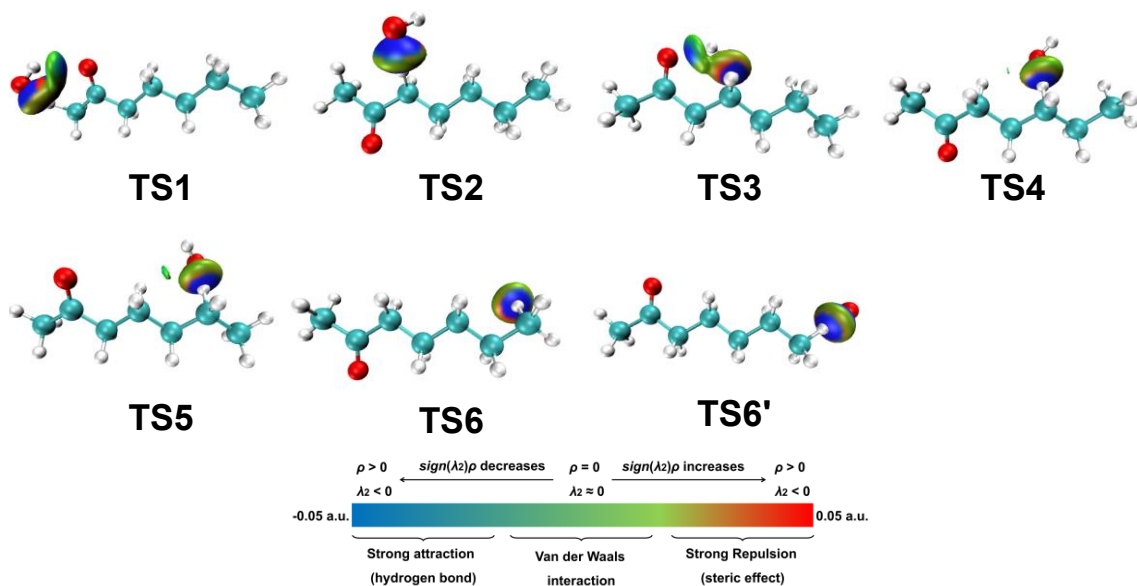 TS1
TS2
TS3
TS4
TS5
TS6
TS6'
ρ > 0
sign(λ₂)ρ decreases
ρ = 0
sign(λ₂)ρ increases
ρ > 0
λ₂ < 0
λ₂ ≈ 0
λ₂ < 0
-0.05 a.u.
0.05 a.u.
Strong attraction
Van der Waals
Strong Repulsion
(hydrogen bond)
interaction
(steric effect)